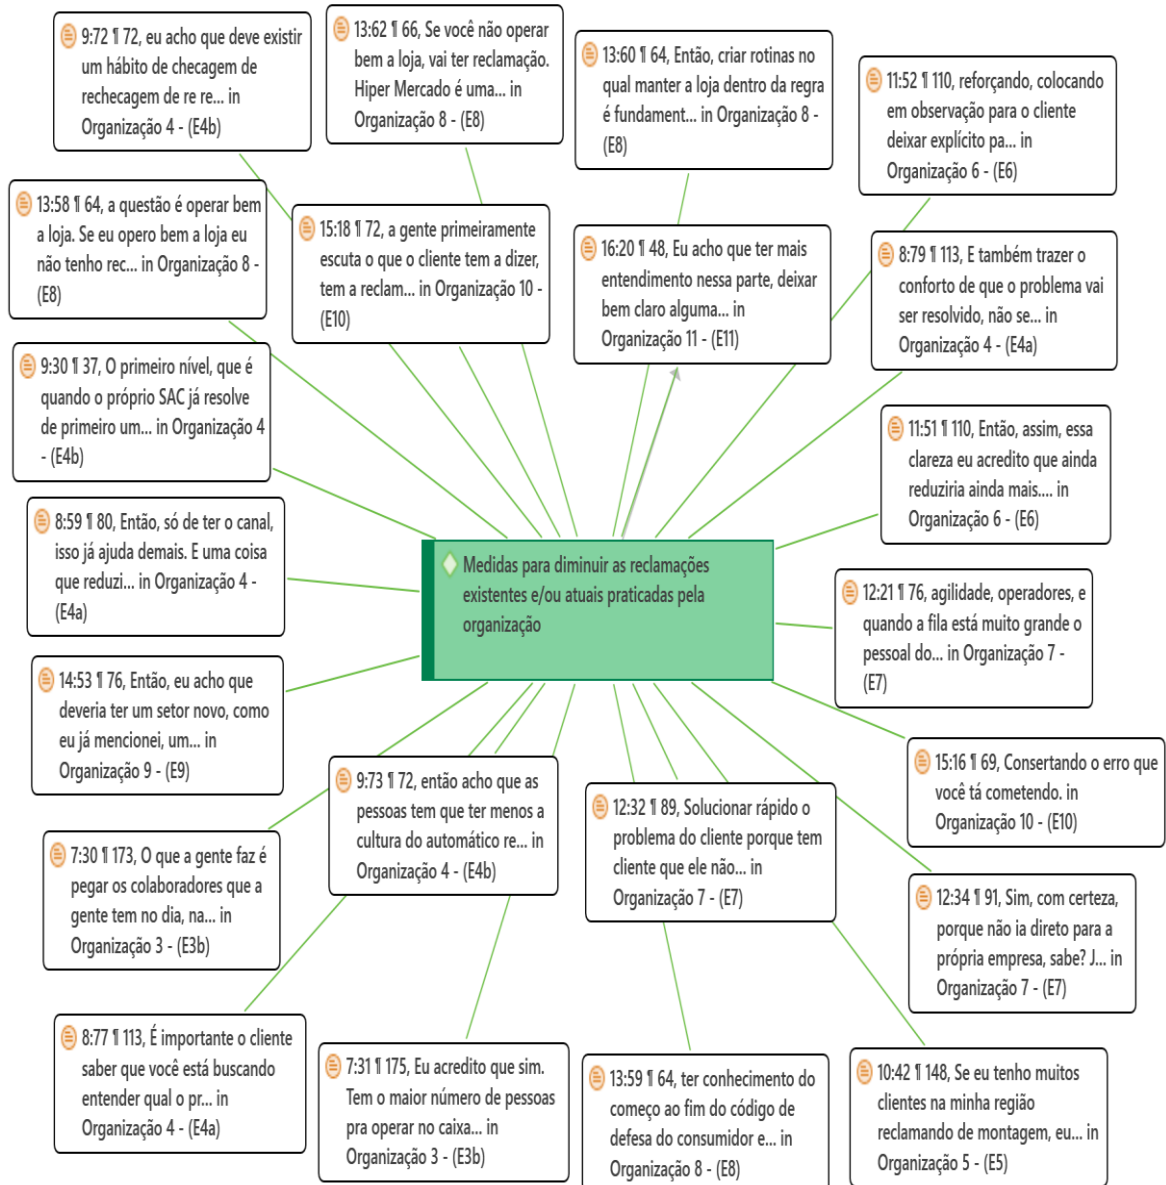 9:72 ¶ 72, eu acho que deve existir
um hábito de checagem de
rechecagem de re re... in
Organização 4 - (E4b)
13:62 ¶ 66, Se você não operar
bem a loja, vai ter reclamação.
Hiper Mercado é uma... in
Organização 8 - (E8)
13:60 ¶ 64, Então, criar rotinas no
qual manter a loja dentro da regra
é fundament... in Organização 8 -
(E8)
11:52 ¶ 110, reforçando, colocando
em observação para o cliente
deixar explícito pa... in
Organização 6 - (E6)
13:58 ¶ 64, a questão é operar bem
a loja. Se eu opero bem a loja eu
não tenho rec... in Organização 8 -
(E8)
15:18 ¶ 72, a gente primeiramente
escuta o que o cliente tem a dizer,
tem a reclam... in Organização 10 -
(E10)
16:20 ¶ 48, Eu acho que ter mais
entendimento nessa parte, deixar
bem claro alguma... in
Organização 11 - (E11)
8:79 ¶ 113, E também trazer o
conforto de que o problema vai
ser resolvido, não se... in
Organização 4 - (E4a)
9:30 ¶ 37, O primeiro nível, que é
quando o próprio SAC já resolve
de primeiro um... in Organização 4
- (E4b)
11:51 ¶ 110, Então, assim, essa
clareza eu acredito que ainda
reduziria ainda mais.... in
Organização 6 - (E6)
8:59 ¶ 80, Então, só de ter o canal,
isso já ajuda demais. E uma coisa
que reduzi... in Organização 4 -
(E4a)
Medidas para diminuir as reclamações
existentes e/ou atuais praticadas pela
organização
12:21 ¶ 76, agilidade, operadores, e
quando a fila está muito grande o
pessoal do... in Organização 7 -
(E7)
14:53 ¶ 76, Então, eu acho que
deveria ter um setor novo, como
eu já mencionei, um... in
Organização 9 - (E9)
9:73 ¶ 72, então acho que as
pessoas tem que ter menos a
cultura do automático re... in
Organização 4 - (E4b)
12:32 ¶ 89, Solucionar rápido o
problema do cliente porque tem
cliente que ele não... in
Organização 7 - (E7)
15:16 ¶ 69, Consertando o erro que
você tá cometendo. in
Organização 10 - (E10)
7:30 ¶ 173, O que a gente faz é
pegar os colaboradores que a
gente tem no dia, na... in
Organização 3 - (E3b)
12:34 ¶ 91, Sim, com certeza,
porque não ia direto para a
própria empresa, sabe? J... in
Organização 7 - (E7)
8:77 ¶ 113, É importante o cliente
saber que você está buscando
entender qual o pr... in
Organização 4 - (E4a)
7:31 ¶ 175, Eu acredito que sim.
Tem o maior número de pessoas
pra operar no caixa... in
Organização 3 - (E3b)
13:59 ¶ 64, ter conhecimento do
começo ao fim do código de
defesa do consumidor e... in
Organização 8 - (E8)
10:42 ¶ 148, Se eu tenho muitos
clientes na minha região
reclamando de montagem, eu... in
Organização 5 - (E5)